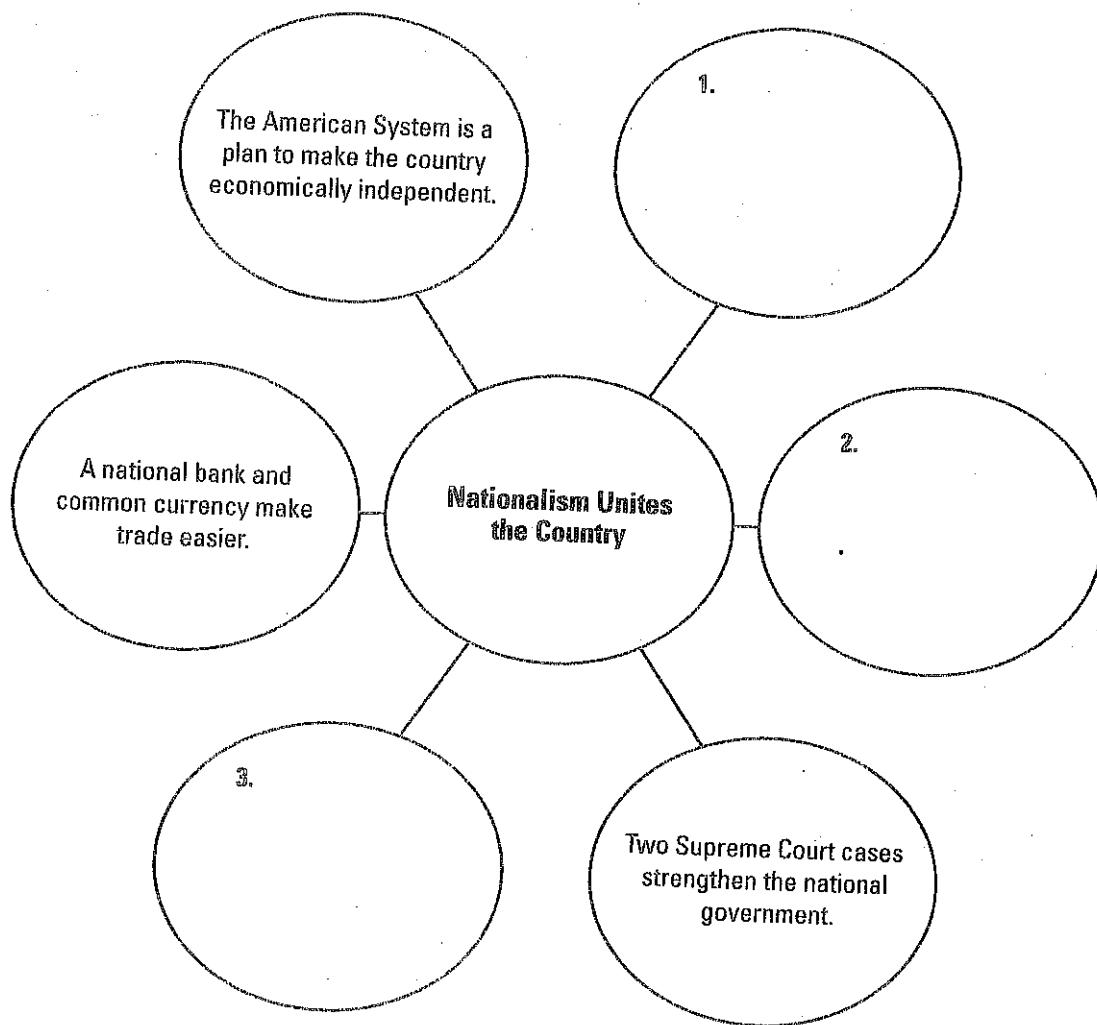 The American System is a
plan to make the country
economically independent.
1.
A national bank and
common currency make
trade easier.
Nationalism Unites
the Country
2.
3.
Two Supreme Court cases
strengthen the national
government.